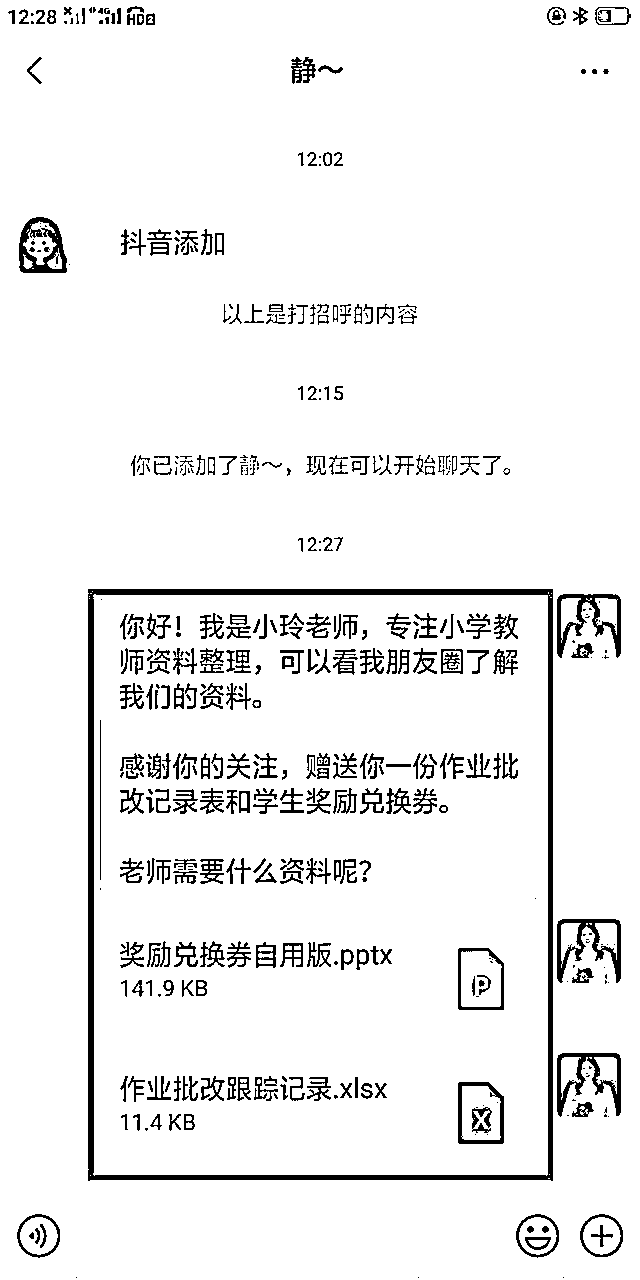 12:28
静～
12:02
抖音添加
以上是打招呼的内容
12:15
你已添加了静～，现在可以开始聊天了。
12:27
你好！我是小玲老师，专注小学教
师资料整理，可以看我朋友圈了解
我们的资料。
感谢你的关注，赠送你一份作业批
改记录表和学生奖励兑换券。
老师需要什么资料呢？
奖励兑换券自用版.pptx
141.9 KB
P
作业批改跟踪记录.xlsx
11.4 KB
X